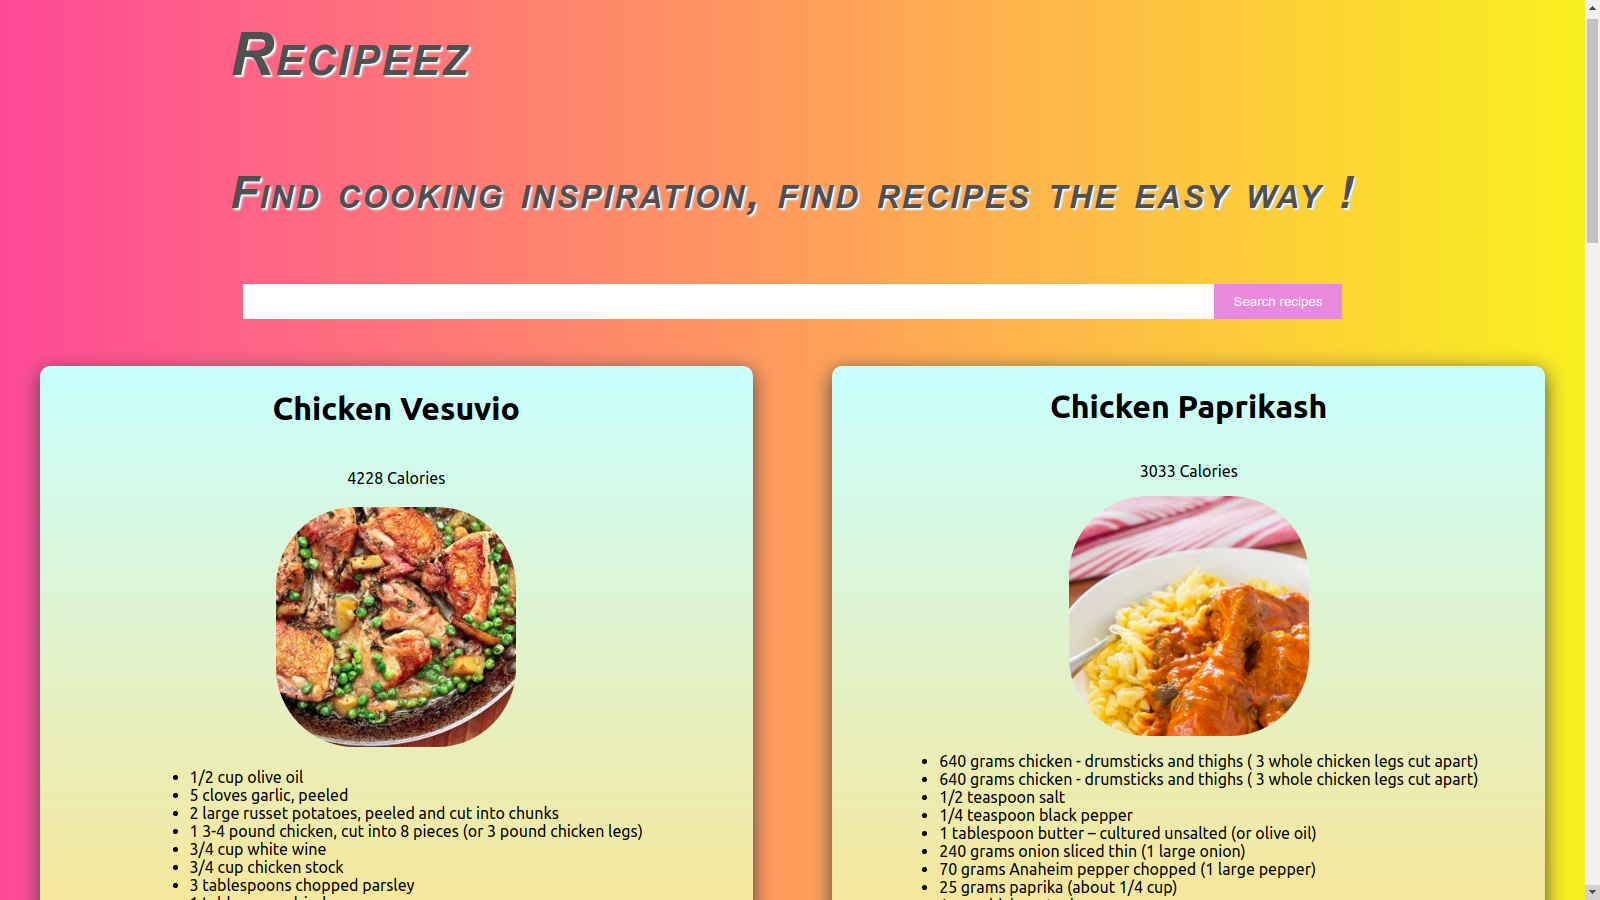 Recipeez
Find cooking inspiration, find recipes the easy way !
Search recipes
Chicken Vesuvio
4228 Calories
1/2 cup olive oil
5 cloves garlic, peeled
2 large russet potatoes, peeled and cut into chunks
1 3-4 pound chicken, cut into 8 pieces (or 3 pound chicken legs)
3/4 cup white wine
3/4 cup chicken stock
3 tablespoons chopped parsley
Chicken Paprikash
3033 Calories
640 grams chicken - drumsticks and thighs ( 3 whole chicken legs cut apart)
640 grams chicken - drumsticks and thighs ( 3 whole chicken legs cut apart)
1/2 teaspoon salt
1/4 teaspoon black pepper
1 tablespoon butter – cultured unsalted (or olive oil)
240 grams onion sliced thin (1 large onion)
70 grams Anaheim pepper chopped (1 large pepper)
25 grams paprika (about 1/4 cup)